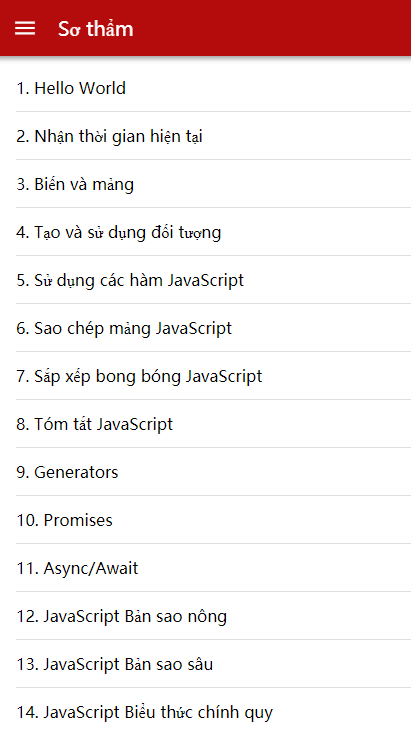 Sơ thẩm
1. Hello World
2. Nhận thời gian hiện tại
3. Biến và mảng
4. Tạo và sử dụng đối tượng
5. Sử dụng các hàm JavaScript
6. Sao chép mảng JavaScript
7. Sắp xếp bong bóng JavaScript
8. Tóm tắt JavaScript
9. Generators
10. Promises
11. Async/Await
12. JavaScript Bản sao nông
13. JavaScript Bản sao sâu
14. JavaScript Biểu thức chính quy